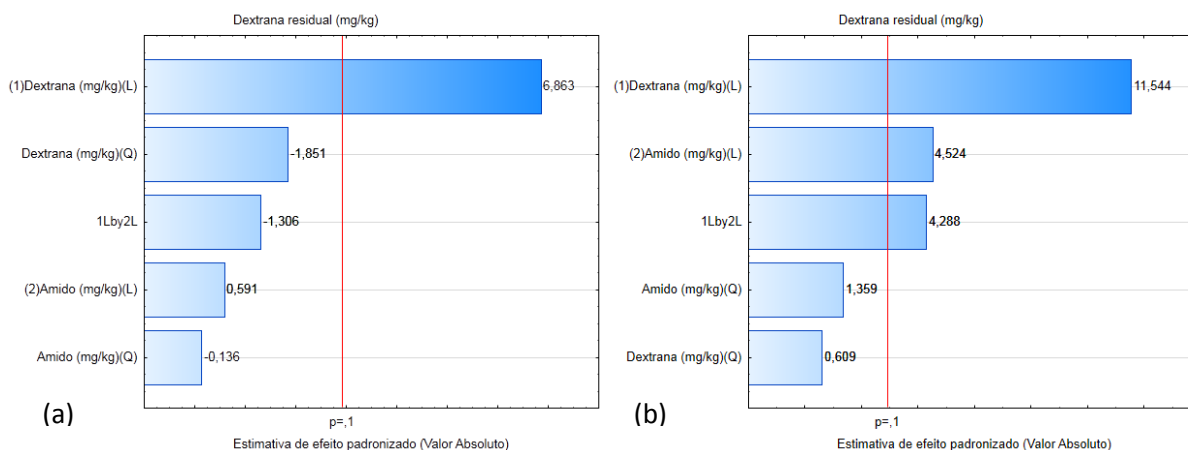 Dextrana residual (mg/kg)
(1)Dextrana (mg/kg)(L)
6,863
Dextrana (mg/kg)(Q)
-1,851
1Lby2L
-1,306
(2)Amido (mg/kg)(L)
0,591
Amido (mg/kg)(Q)
-0,136
(a)
p=,1
Estimativa de efeito padronizado (Valor Absoluto)
Dextrana residual (mg/kg)
(1)Dextrana (mg/kg)(L)
11,544
(2)Amido (mg/kg)(L)
4,524
1Lby2L
4,288
Amido (mg/kg)(Q)
1,359
Dextrana (mg/kg)(Q)
0,609
(b)
p=,1
Estimativa de efeito padronizado (Valor Absoluto)